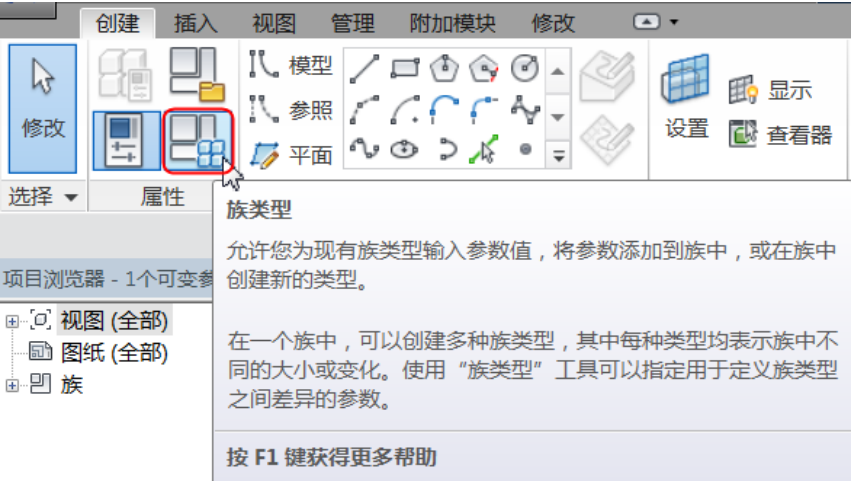 创建 插入 视图 管理 附加模块 修改
修改
模型
参照
平面
设置
显示
查看器
选择
属性
族类型
允许您为现有族类型输入参数值，将参数添加到族中，或在族中
创建新的类型。
在一个族中，可以创建多种族类型，其中每种类型均表示族中不
同的大小或变化。使用“族类型”工具可以指定用于定义族类型
之间差异的参数。
按 F1 键获得更多帮助
项目浏览器 - 1个可变参
视图 (全部)
图纸 (全部)
族